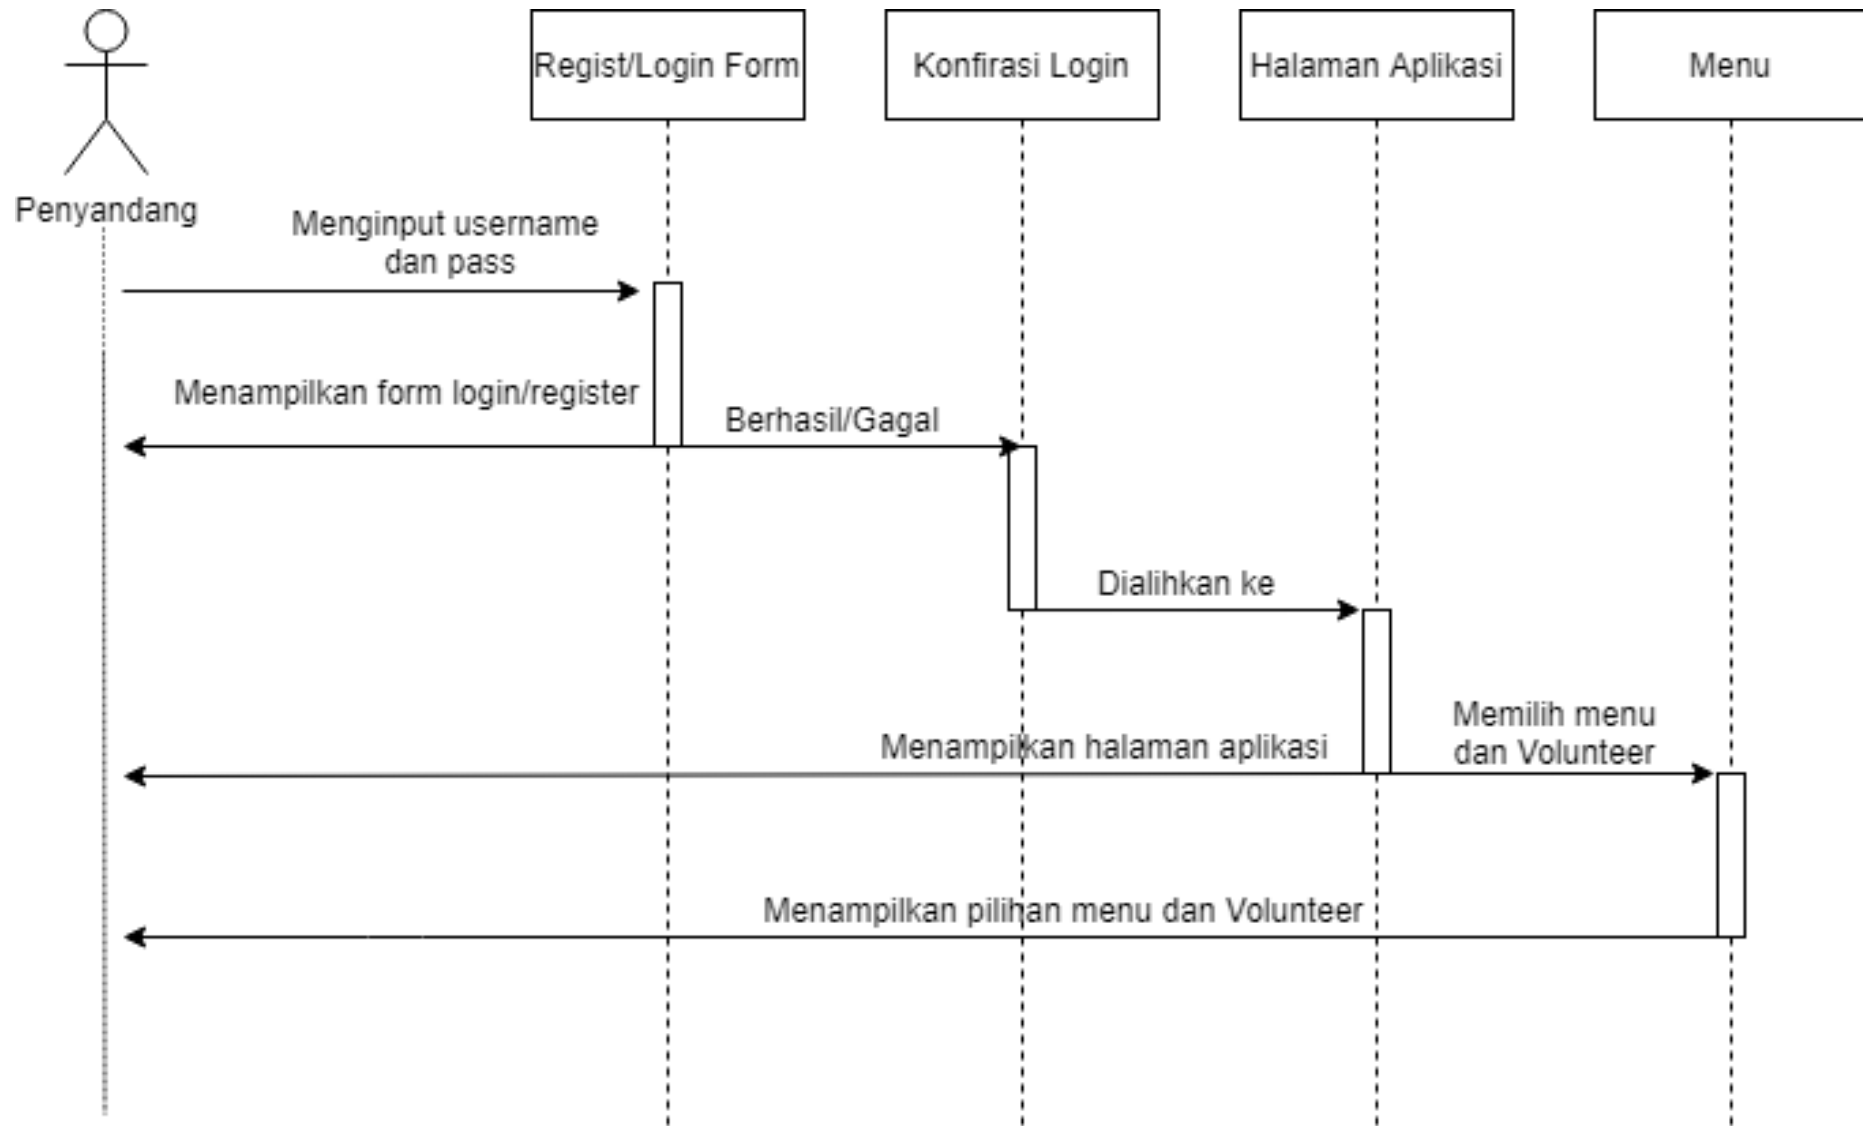 Regist/Login Form
Konfirasi Login
Halaman Aplikasi
Menu
Penyandang
Menginput username
dan pass
Menampilkan form login/register
Berhasil/Gagal
Dialihkan ke
Memilih menu
dan Volunteer
Menampilkan halaman aplikasi
Menampilkan pilihan menu dan Volunteer